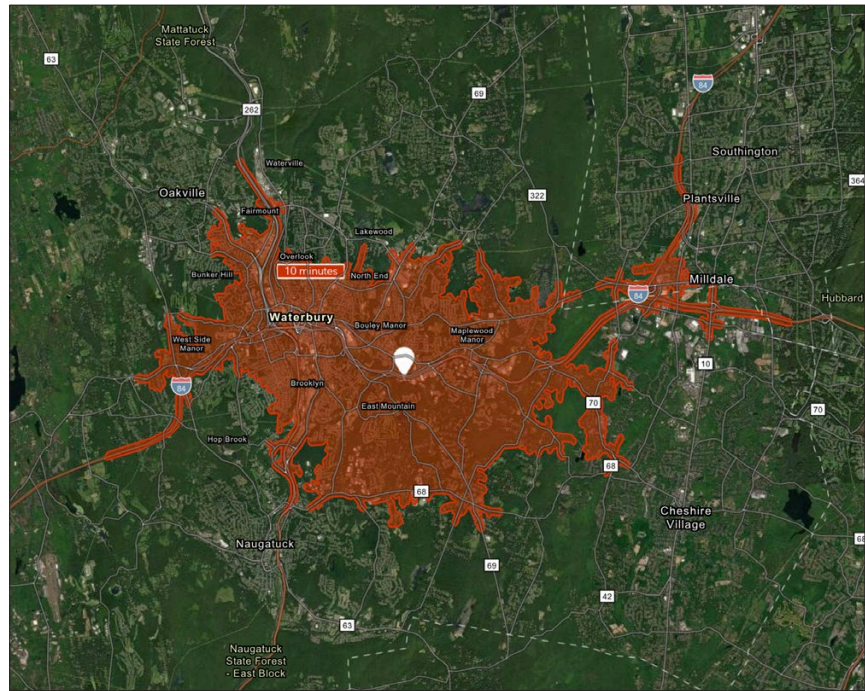 Mattatuck
State Forest
63
69
84
262
Southington
Waterville
364
Oakville
322
Plantsville
Fairmount
Lakewood
Overlook
10 minutes
Bunker Hill
North End
Milldale
84
Hubbard
Waterbury
Bouley Manor
Maplewood
Manor
West Side
Manor
10
Brooklyn
84
70
East Mountain
70
Hop Brook
68
68
Cheshire
Village
68
Naugatuck
69
42
63
Naugatuck
State Forest
- East Block